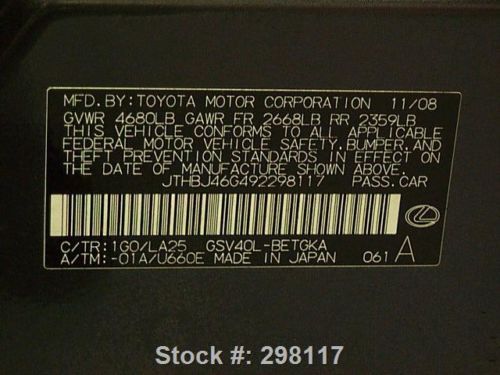 MFD. BY: TOYOTA MOTOR CORPORATION 11/08
GVWR 4680LB GAWR FR 2668LB RR 2359LB
THIS VEHICLE CONFORMS TO ALL APPLICABLE
FEDERAL MOTOR VEHICLE SAFETY, BUMPER, AND
THEFT PREVENTION STANDARDS IN EFFECT ON
THE DATE OF MANUFACTURE SHOWN ABOVE.
JTHBJ46G492298117 PASS. CAR
C/TR: 1G0/LA25 GSV40L-BETGKA
A/TM: -01A/U660E MADE IN JAPAN 061 A
Stock #: 298117